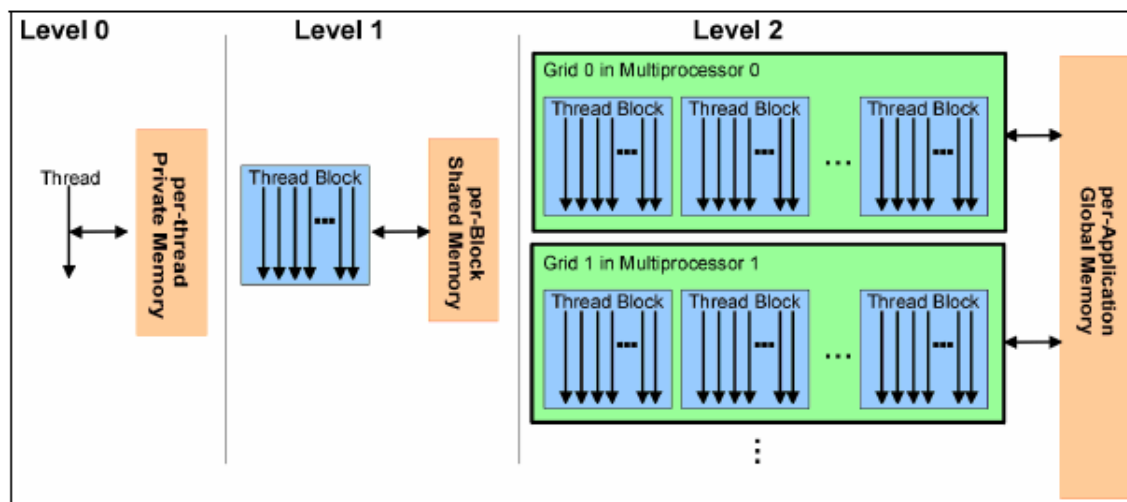 Level 0
Level 1
Level 2
Thread
per-thread
Private Memory
Thread Block
...
per-Block
Shared Memory
Grid 0 in Multiprocessor 0
Thread Block Thread Block Thread Block
... ... ... ...
Grid 1 in Multiprocessor 1
Thread Block Thread Block Thread Block
... ... ... ...
per-Application
Global Memory